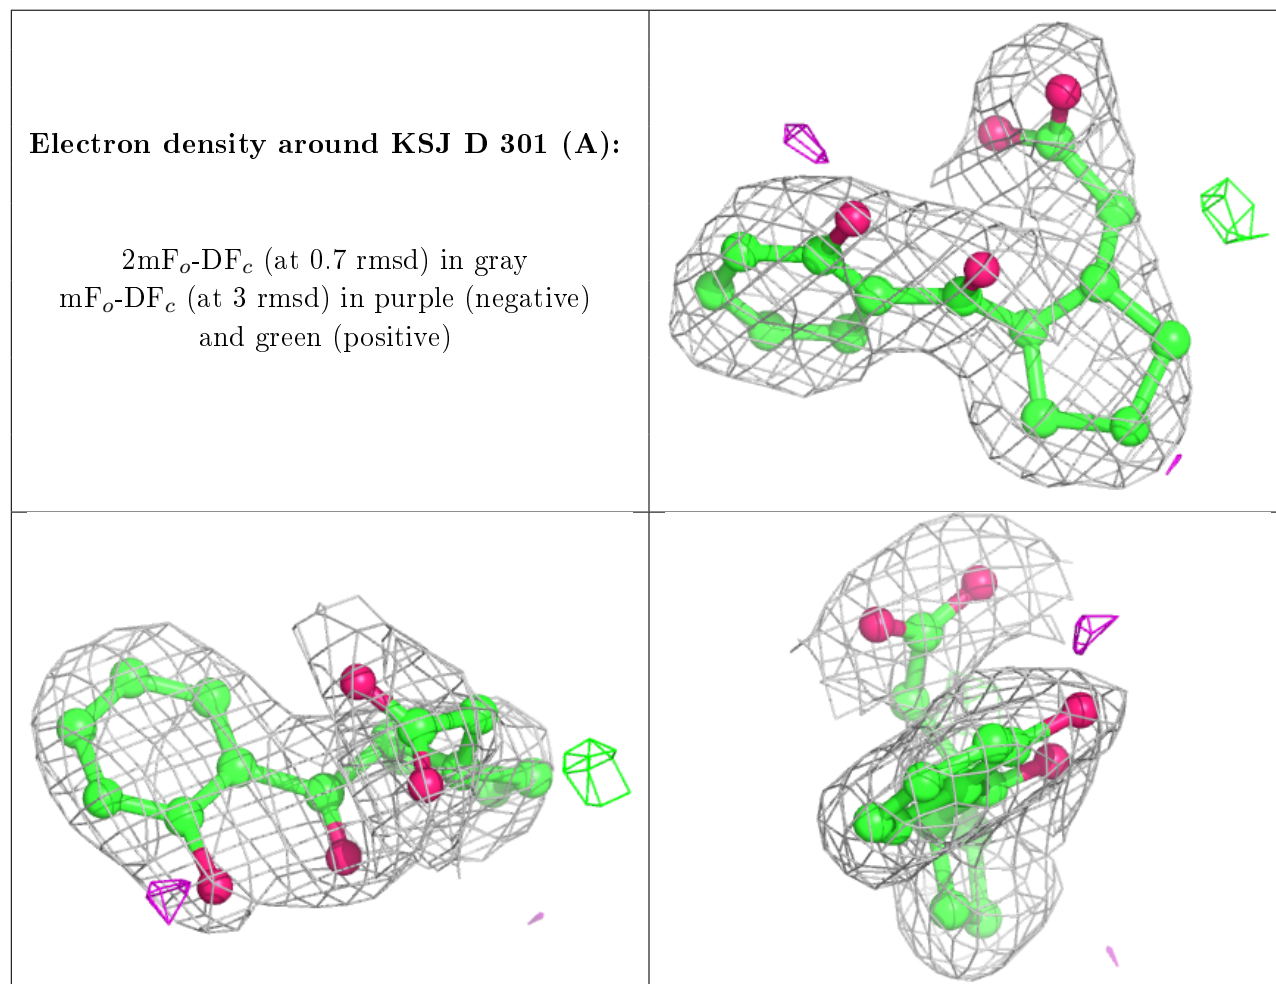 Electron density around KSJ D 301 (A):
2mFₒ-DF𝒸 (at 0.7 rmsd) in gray
mFₒ-DF𝒸 (at 3 rmsd) in purple (negative)
and green (positive)